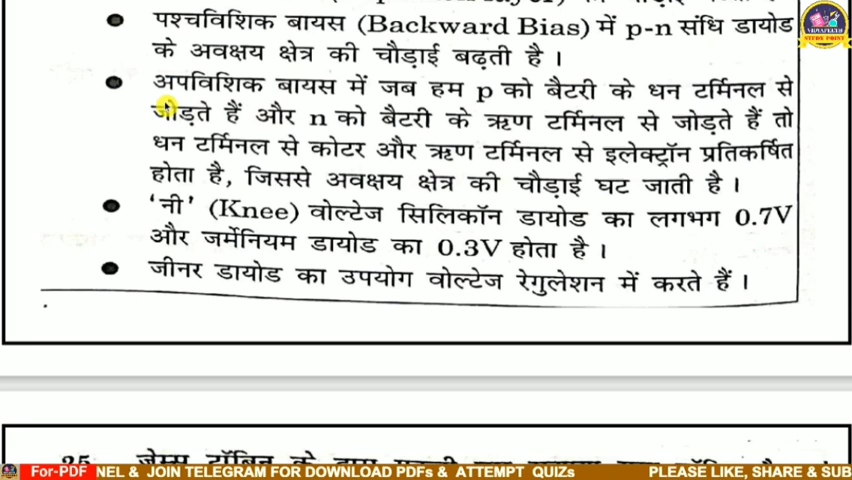 पश्चविशिक बायस (Backward Bias) में p-n संधि डायोड
के अवक्षय क्षेत्र की चौड़ाई बढ़ती है ।
अपविशिक बायस में जब हम p को बैटरी के धन टर्मिनल से
जोड़ते हैं और n को बैटरी के ऋण टर्मिनल से जोड़ते हैं तो
धन टर्मिनल से कोटर और ऋण टर्मिनल से इलेक्ट्रॉन प्रतिकर्षित
होता है, जिससे अवक्षय क्षेत्र की चौड़ाई घट जाती है ।
'नी' (Knee) वोल्टेज सिलिकॉन डायोड का लगभग 0.7V
और जर्मेनियम डायोड का 0.3V होता है ।
जीनर डायोड का उपयोग वोल्टेज रेगुलेशन में करते हैं ।
For-PDF NEL & JOIN TELEGRAM FOR DOWNLOAD PDFs & ATTEMPT QUIZs PLEASE LIKE, SHARE & SUB